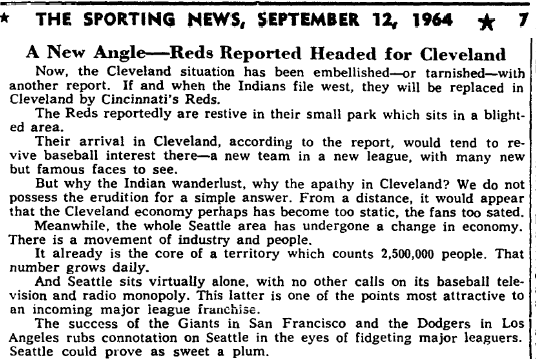 ★ THE SPORTING NEWS, SEPTEMBER 12, 1964 ★ 7
A New Angle—Reds Reported Headed for Cleveland
Now, the Cleveland situation has been embellished—or tarnished—with
another report. If and when the Indians file west, they will be replaced in
Cleveland by Cincinnati's Reds.
The Reds reportedly are restive in their small park which sits in a blight-
ed area.
Their arrival in Cleveland, according to the report, would tend to re-
vive baseball interest there—a new team in a new league, with many new
but famous faces to see.
But why the Indian wanderlust, why the apathy in Cleveland? We do not
possess the erudition for a simple answer. From a distance, it would appear
that the Cleveland economy perhaps has become too static, the fans too sated.
Meanwhile, the whole Seattle area has undergone a change in economy.
There is a movement of industry and people.
It already is the core of a territory which counts 2,500,000 people. That
number grows daily.
And Seattle sits virtually alone, with no other calls on its baseball tele-
vision and radio monopoly. This latter is one of the points most attractive to
an incoming major league franchise.
The success of the Giants in San Francisco and the Dodgers in Los
Angeles rubs connotation on Seattle in the eyes of fidgeting major leaguers.
Seattle could prove as sweet a plum.